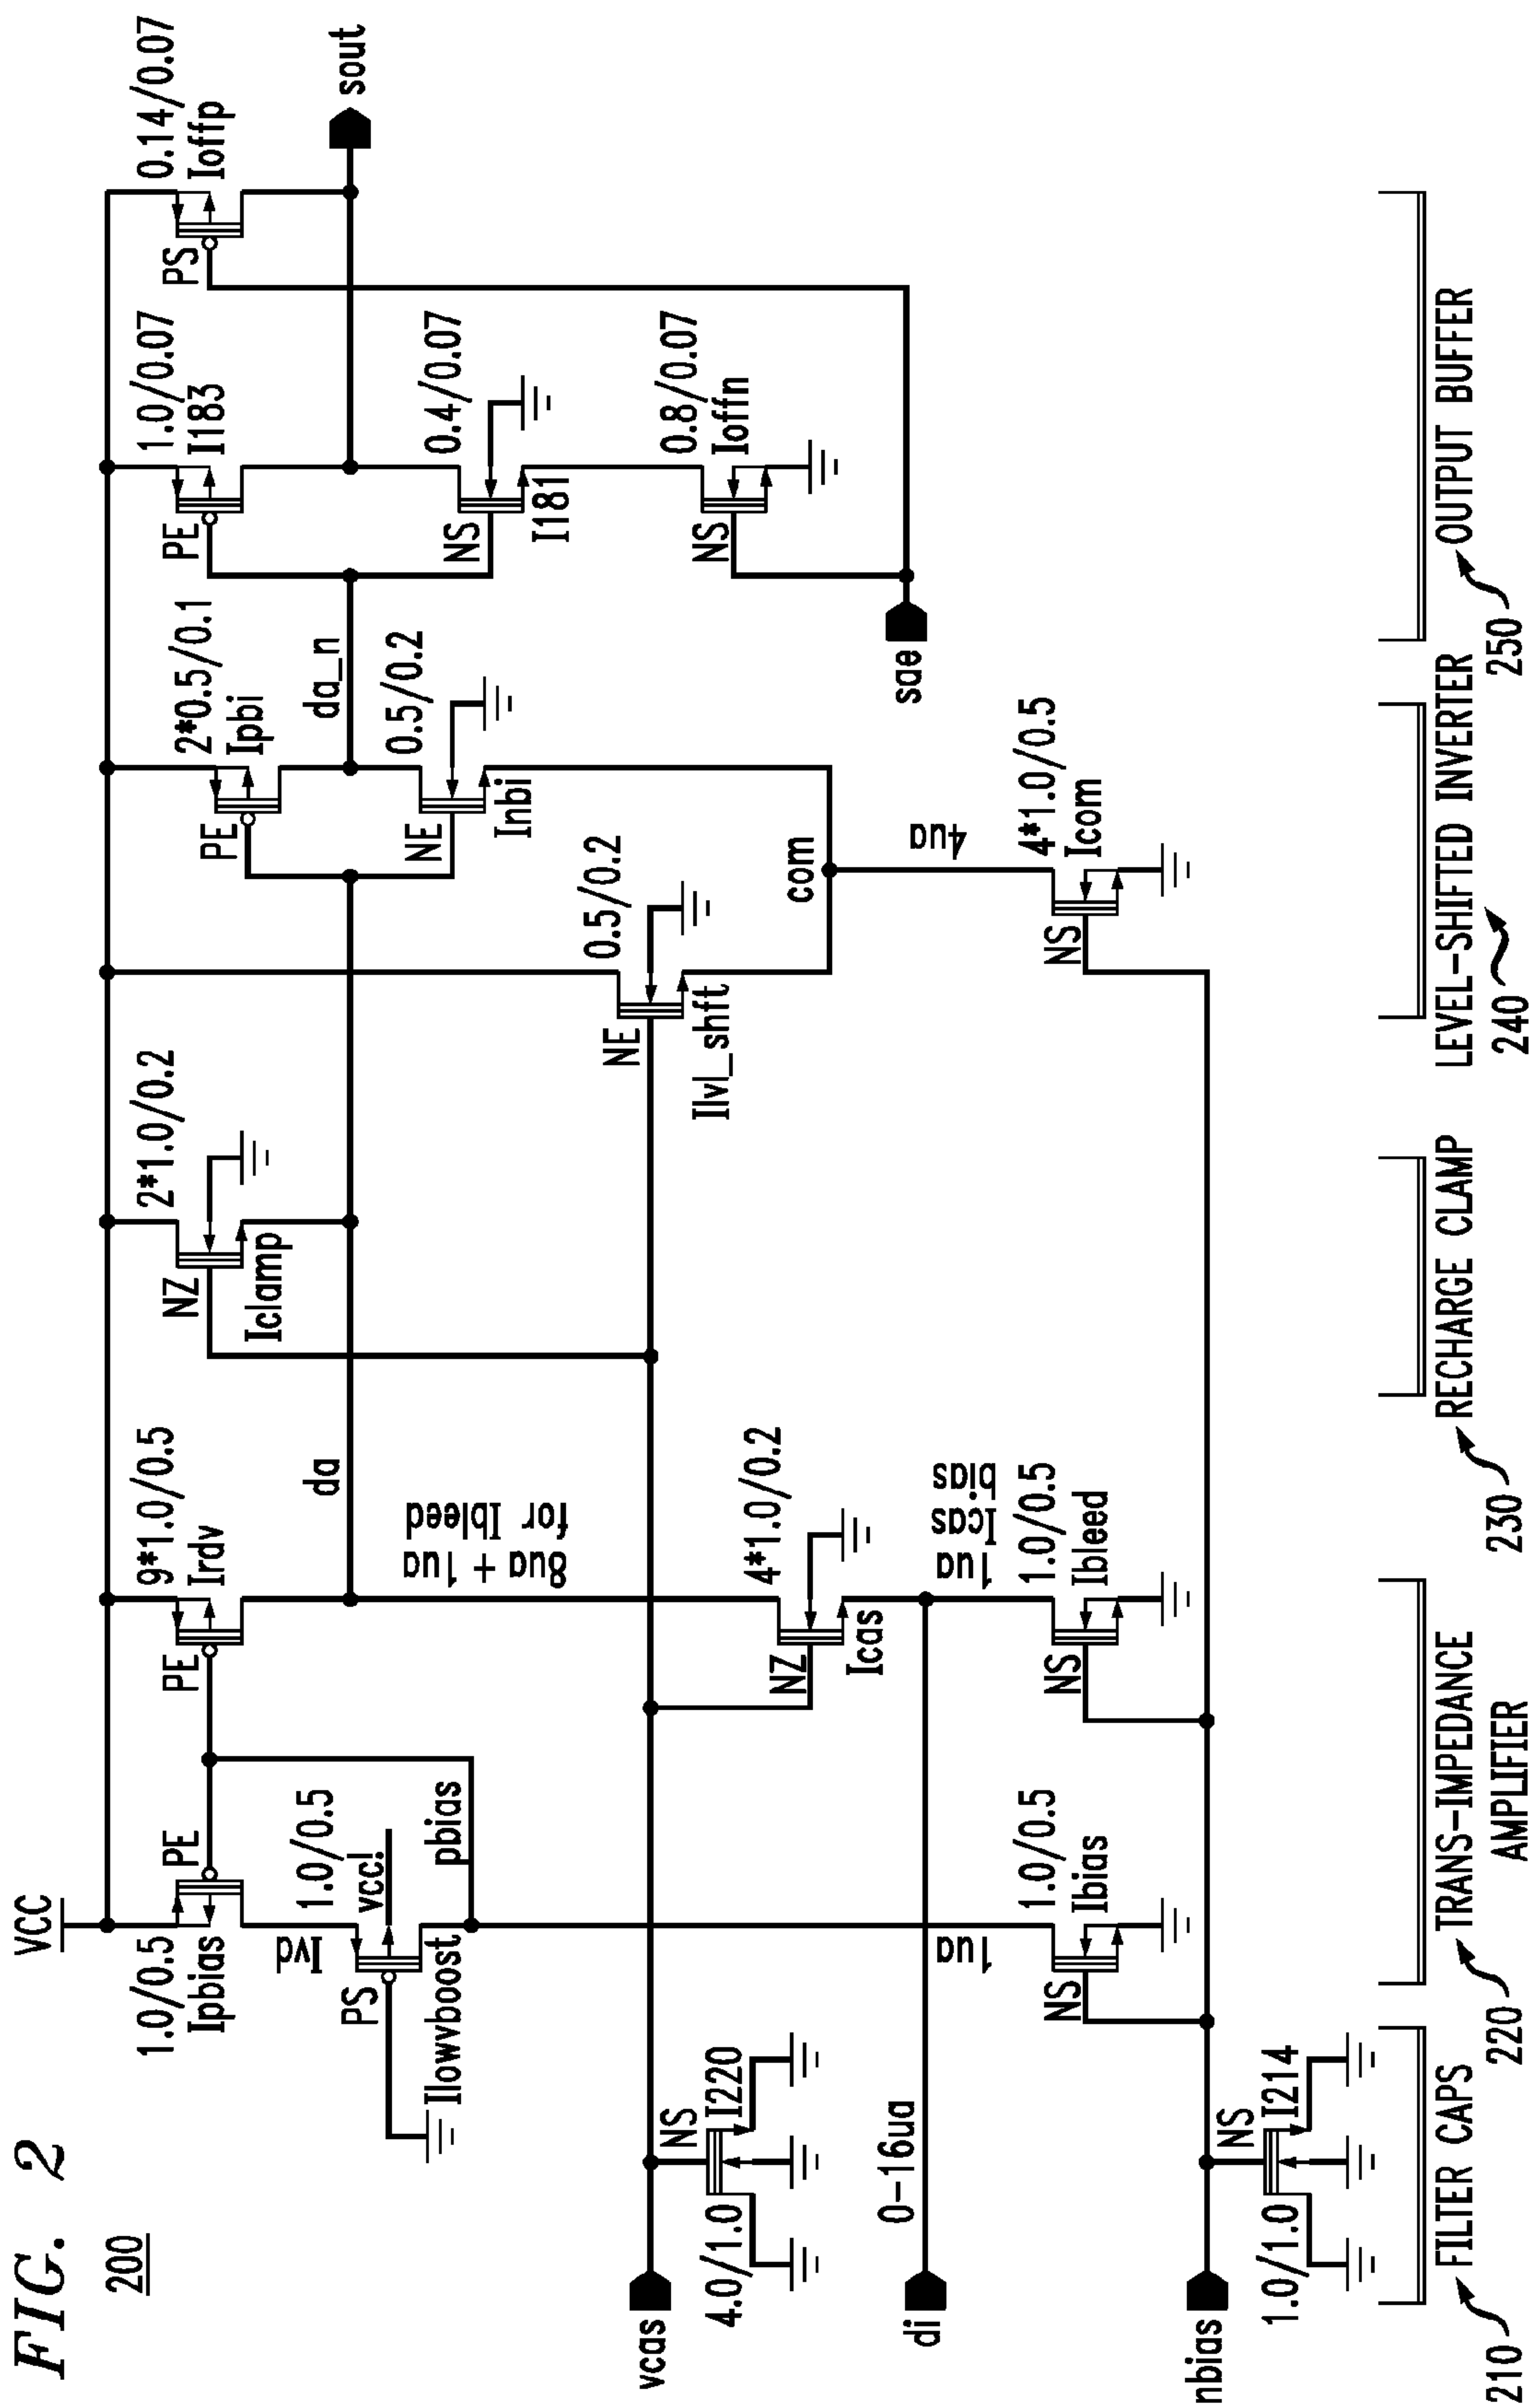 FIG. 2
200
VCC
1.0/0.5
Ipbias
PE
Ivd
1.0/0.5
vcc!
PS
Ilowvboost
pbias
1ua
1.0/0.5
Ibias
NS
9*1.0/0.5
Irdv
PE
da
8ua + 1ua
for Ibleed
4*1.0/0.2
NZ
Icas
1ua
Icas
bias
1.0/0.5
Ibleed
NS
2*1.0/0.2
NZ
Iclamp
0.5/0.2
NE
Ilvl_shft
2*0.5/0.1
Ipbi
PE
da_n
0.5/0.2
NE
Inbi
com
4ua
4*1.0/0.5
Icom
NS
1.0/0.07
I183
PE
0.4/0.07
NS
I181
0.8/0.07
Ioffn
NS
0.14/0.07
Ioffp
PS
sout
sae
vcas
NS
I220
4.0/1.0
di
0-16ua
nbias
NS
I214
1.0/1.0
210
FILTER CAPS
220
TRANS-IMPEDANCE
AMPLIFIER
230
RECHARGE CLAMP
240
LEVEL-SHIFTED INVERTER
250
OUTPUT BUFFER